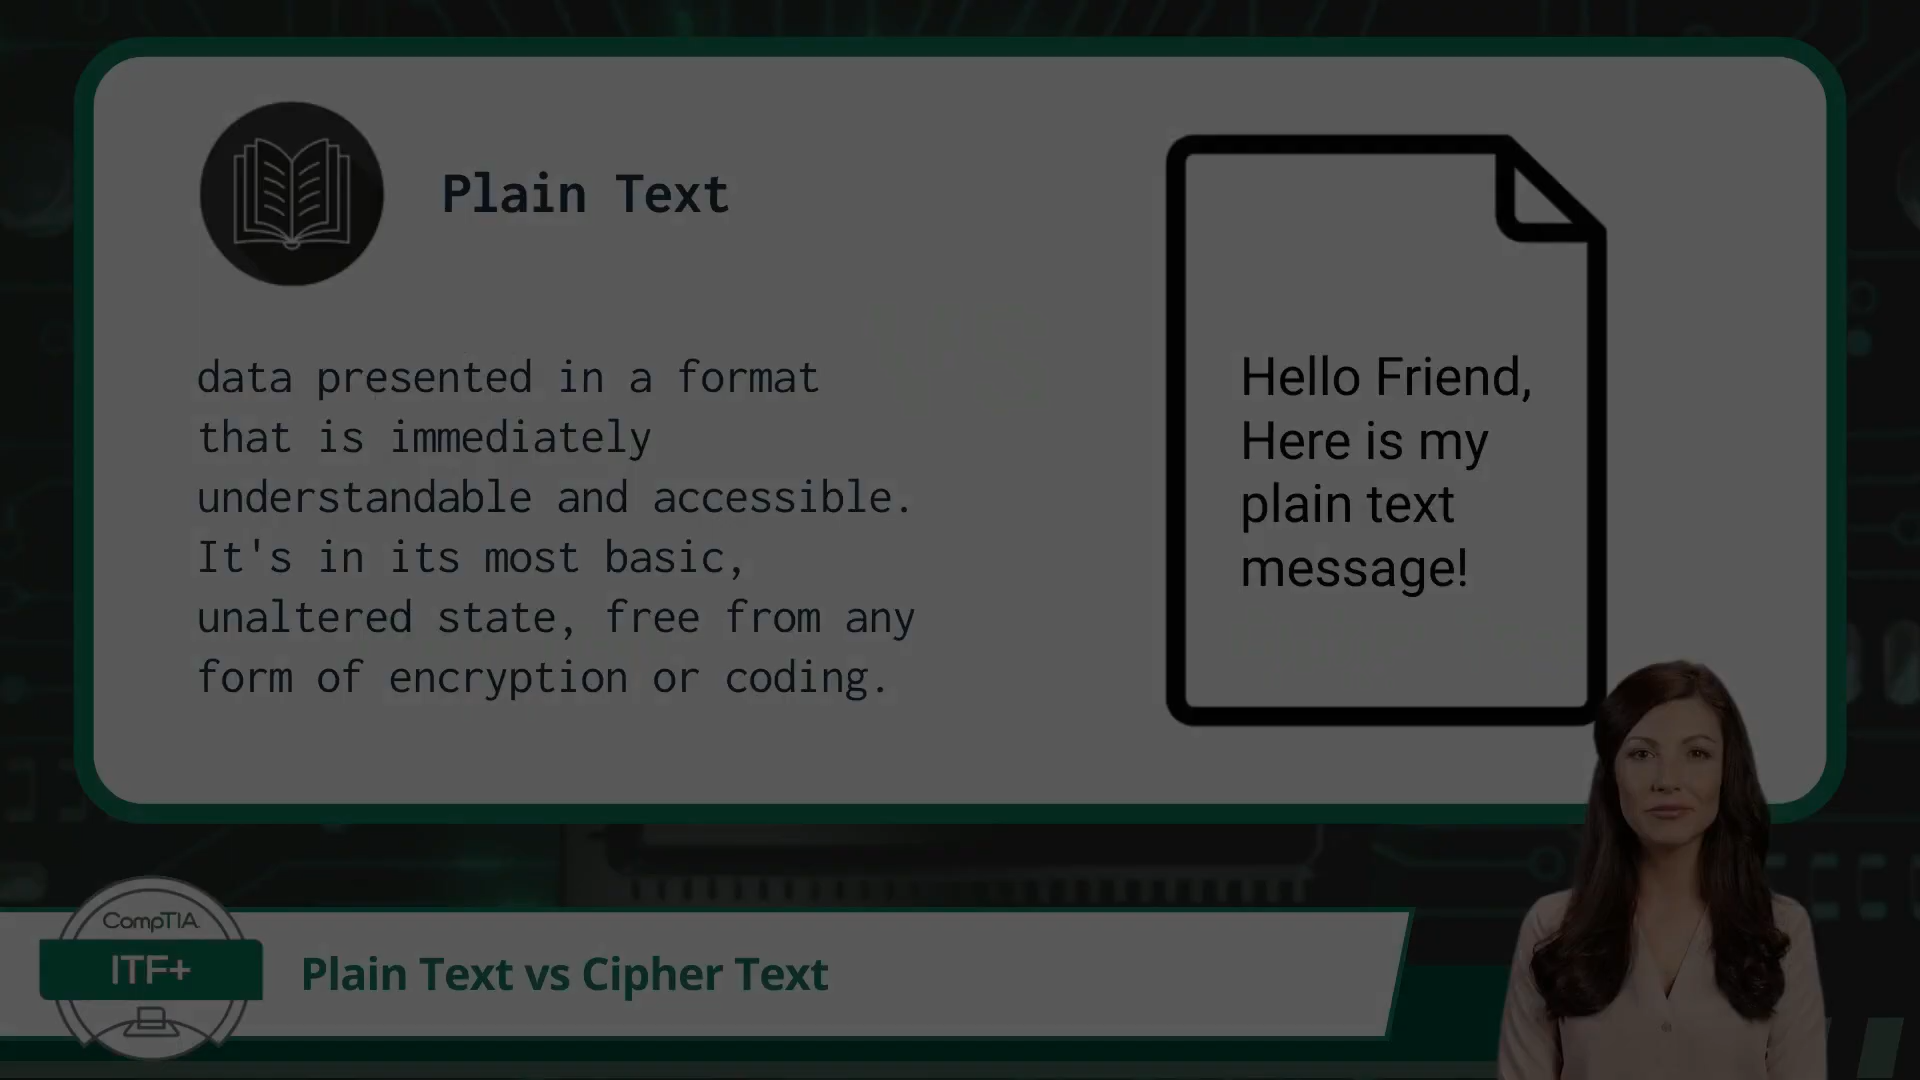 Plain Text
data presented in a format
that is immediately
understandable and accessible.
It's in its most basic,
unaltered state, free from any
form of encryption or coding.
Hello Friend,
Here is my
plain text
message!
CompTIA
ITF+
Plain Text vs Cipher Text